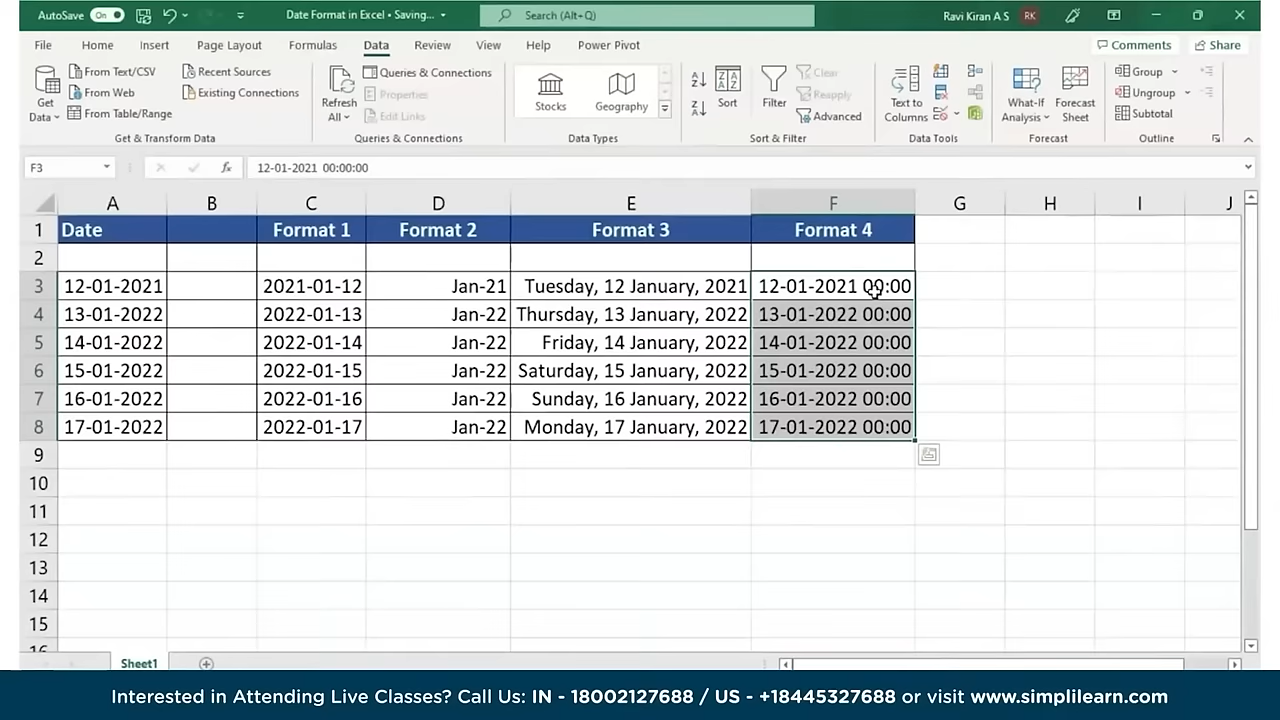 AutoSave On Date Format in Excel • Saving... Search (Alt+Q) Ravi Kiran A S RK
File Home Insert Page Layout Formulas Data Review View Help Power Pivot Comments Share
Get Data From Text/CSV From Web From Table/Range Recent Sources Existing Connections
Get & Transform Data
Refresh All Queries & Connections Properties Edit Links
Queries & Connections
Stocks Geography
Data Types
Sort Filter Clear Reapply Advanced
Sort & Filter
Text to Columns
Data Tools
What-If Analysis Forecast Sheet
Forecast
Group Ungroup Subtotal
Outline
F3 fx 12-01-2021 00:00:00
A B C D E F G H I J
1 Date Format 1 Format 2 Format 3 Format 4
2
3 12-01-2021 2021-01-12 Jan-21 Tuesday, 12 January, 2021 12-01-2021 00:00
4 13-01-2022 2022-01-13 Jan-22 Thursday, 13 January, 2022 13-01-2022 00:00
5 14-01-2022 2022-01-14 Jan-22 Friday, 14 January, 2022 14-01-2022 00:00
6 15-01-2022 2022-01-15 Jan-22 Saturday, 15 January, 2022 15-01-2022 00:00
7 16-01-2022 2022-01-16 Jan-22 Sunday, 16 January, 2022 16-01-2022 00:00
8 17-01-2022 2022-01-17 Jan-22 Monday, 17 January, 2022 17-01-2022 00:00
9
10
11
12
13
14
15
16
Sheet1
Interested in Attending Live Classes? Call Us: IN - 18002127688 / US - +18445327688 or visit www.simplilearn.com